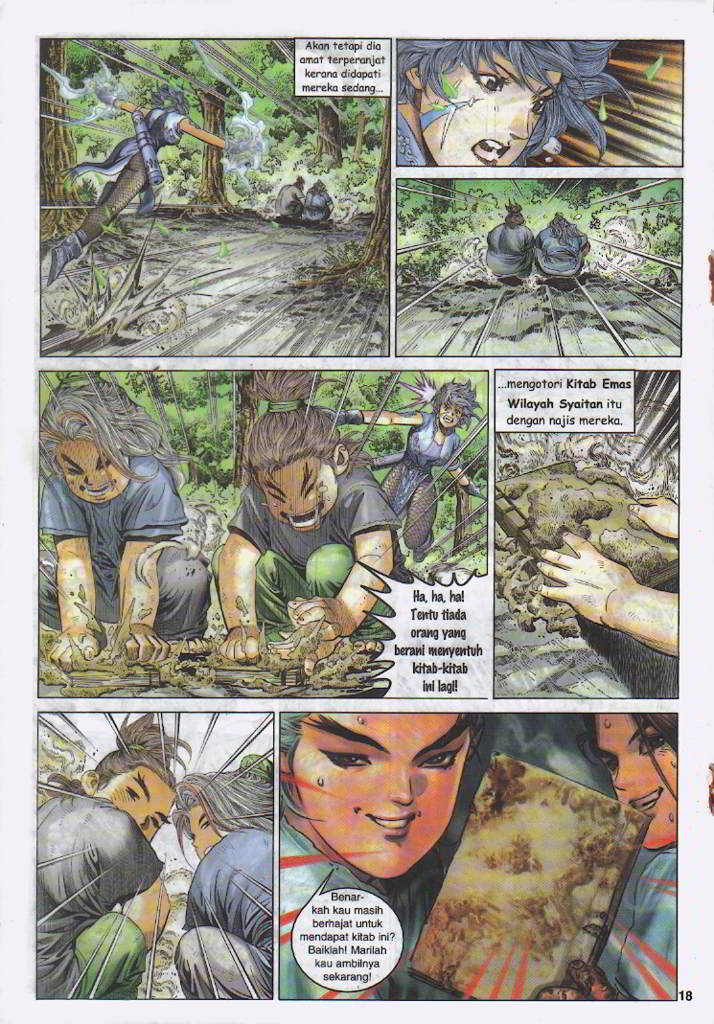 Akan tetapi dia
amat terperanjat
kerana didapati
mereka sedang...
...mengotori Kitab Emas
Wilayah Syaitan itu
dengan najis mereka.
Ha, ha, ha!
Tentu tiada
orang yang
berani menyentuh
kitab-kitab
ini lagi!
Benar-
kah kau masih
berhajat untuk
mendapat kitab ini?
Baiklah! Marilah
kau ambilnya
sekarang!
18